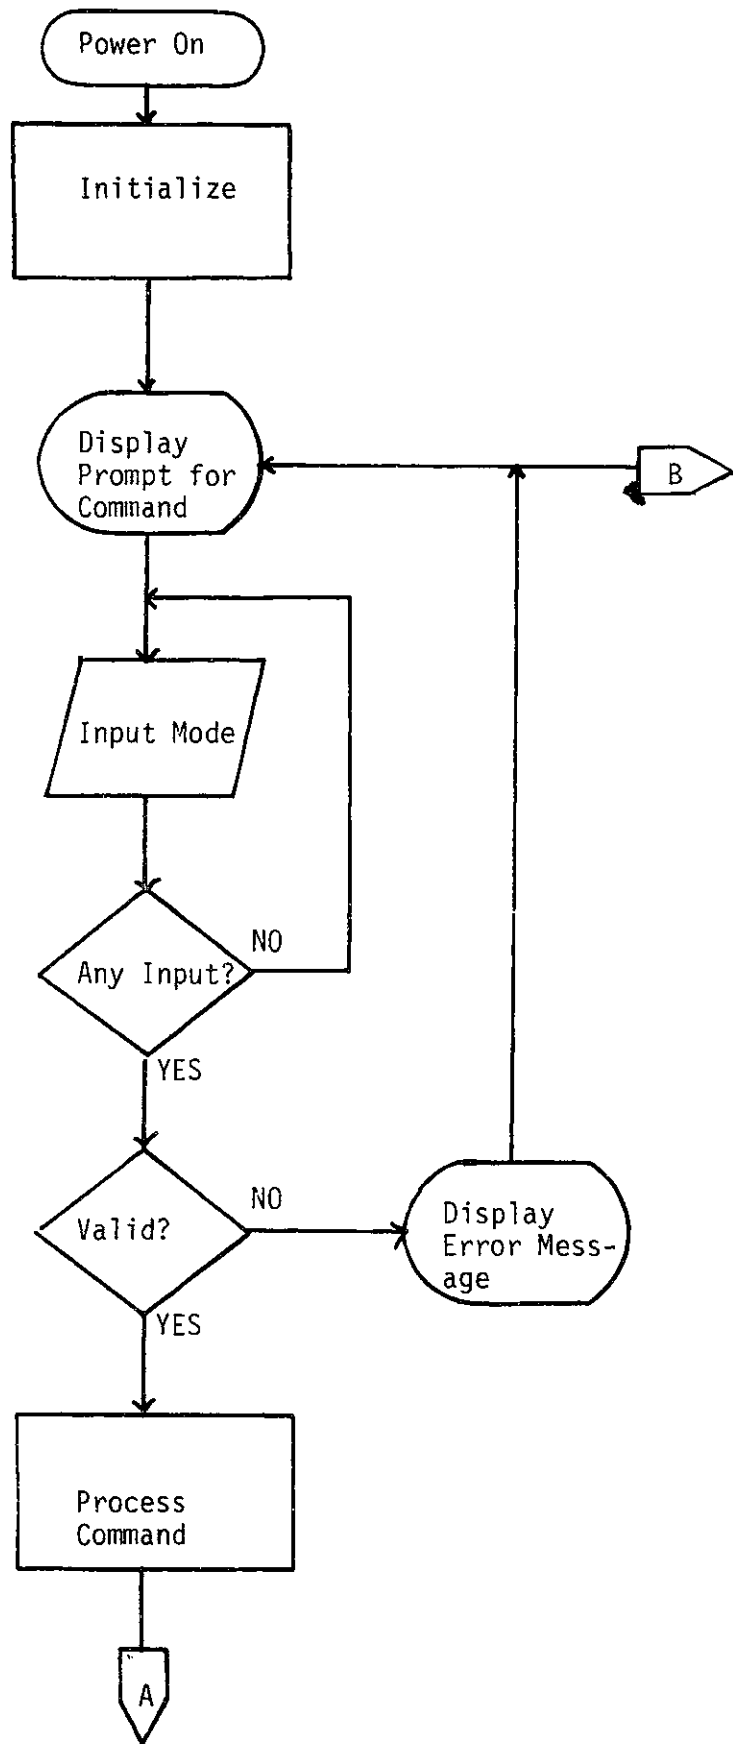 Power On
Initialize
Display
Prompt for
Command
B
Input Mode
NO
Any Input?
YES
NO
Valid?
Display
Error Mess-
age
YES
Process
Command
A